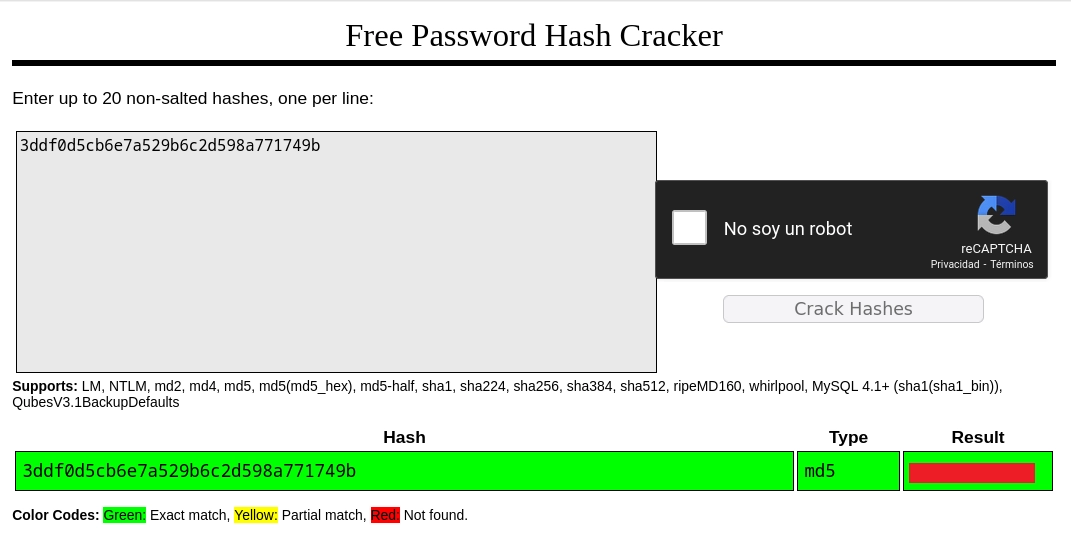 Free Password Hash Cracker
Enter up to 20 non-salted hashes, one per line:
3ddf0d5cb6e7a529b6c2d598a771749b
No soy un robot
reCAPTCHA
Privacidad - Términos
Crack Hashes
Supports: LM, NTLM, md2, md4, md5, md5(md5_hex), md5-half, sha1, sha224, sha256, sha384, sha512, ripeMD160, whirlpool, MySQL 4.1+ (sha1(sha1_bin)),
QubesV3.1BackupDefaults
Hash Type Result
3ddf0d5cb6e7a529b6c2d598a771749b md5
Color Codes: Green: Exact match, Yellow: Partial match, Red: Not found.